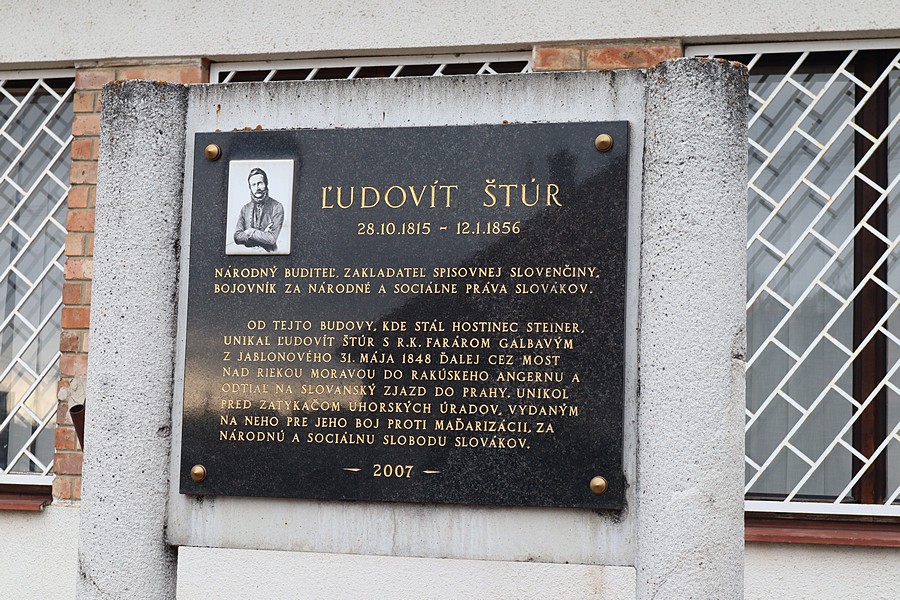 ĽUDOVÍT ŠTÚR
28.10.1815 ~ 12.1.1856
NÁRODNÝ BUDITEĽ, ZAKLADATEĽ SPISOVNEJ SLOVENČINY,
BOJOVNÍK ZA NÁRODNÉ A SOCIÁLNE PRÁVA SLOVÁKOV.
OD TEJTO BUDOVY, KDE STÁL HOSTINEC STEINER,
UNIKAL ĽUDOVÍT ŠTÚR S R.K. FARÁROM GALBAVÝM
Z JABLONOVÉHO 31. MÁJA 1848 ĎALEJ CEZ MOST
NAD RIEKOU MORAVOU DO RAKÚSKEHO ANGERNU A
ODTIAĽ NA SLOVANSKÝ ZJAZD DO PRAHY. UNIKOL
PRED ZATYKAČOM UHORSKÝCH ÚRADOV, VYDANÝM
NA NEHO PRE JEHO BOJ PROTI MAĎARIZÁCII, ZA
NÁRODNÚ A SOCIÁLNU SLOBODU SLOVÁKOV.
— 2007 —